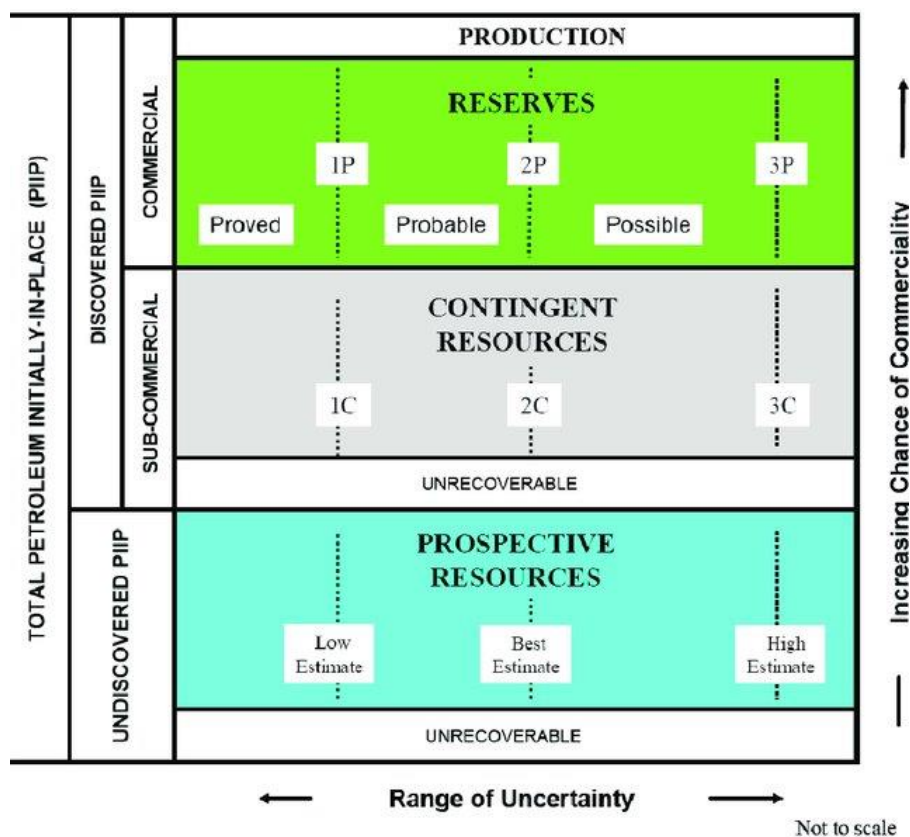 TOTAL PETROLEUM INITIALLY-IN-PLACE (PIIP)
DISCOVERED PIIP
UNDISCOVERED PIIP
COMMERCIAL
SUB-COMMERCIAL
PRODUCTION
RESERVES
1P
2P
3P
Proved
Probable
Possible
CONTINGENT
RESOURCES
1C
2C
3C
UNRECOVERABLE
PROSPECTIVE
RESOURCES
Low
Estimate
Best
Estimate
High
Estimate
UNRECOVERABLE
Increasing Chance of Commerciality
Range of Uncertainty
Not to scale